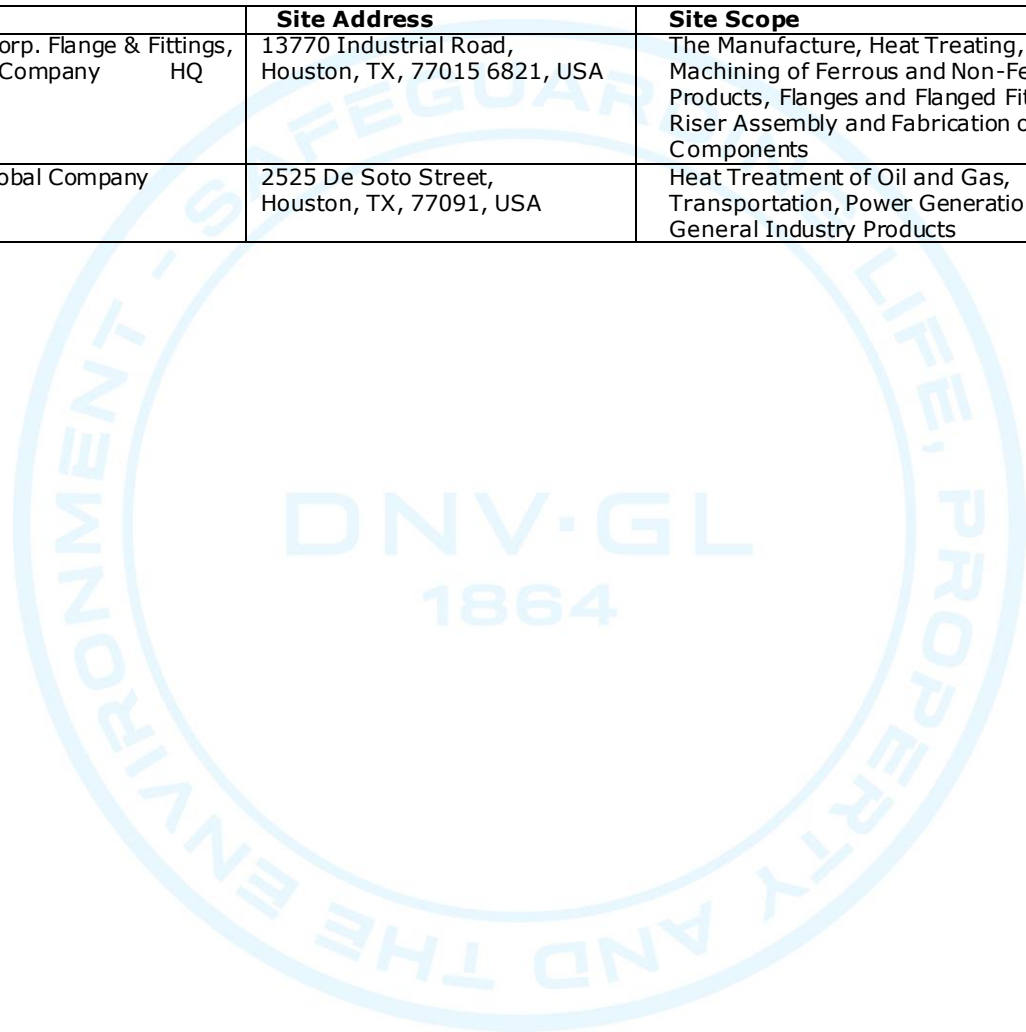 Site Address Site Scope
orp. Flange & Fittings, 13770 Industrial Road, The Manufacture, Heat Treating,
Company HQ Houston, TX, 77015 6821, USA Machining of Ferrous and Non-Fe
Products, Flanges and Flanged Fit
Riser Assembly and Fabrication o
Components
obal Company 2525 De Soto Street, Heat Treatment of Oil and Gas,
Houston, TX, 77091, USA Transportation, Power Generatio
General Industry Products
SAFEGUARDING LIFE, PROPERTY AND THE ENVIRONMENT -
DNV·GL
1864